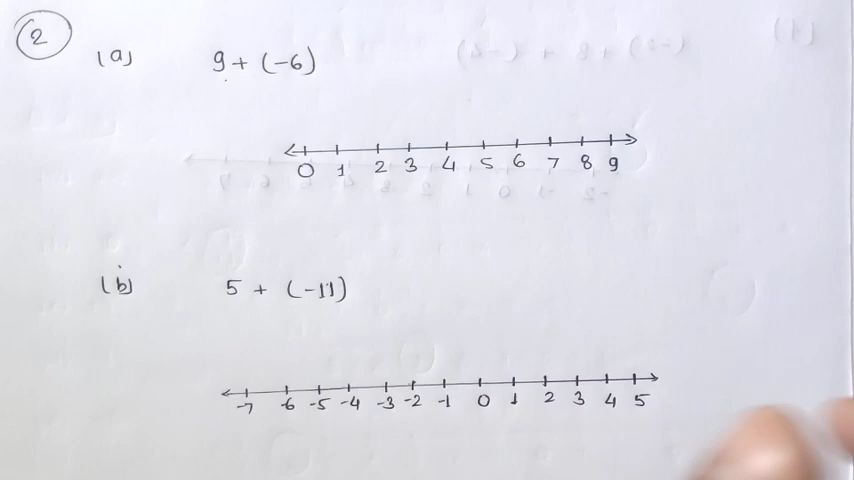 2
(a) 9 + (-6)
0 1 2 3 4 5 6 7 8 9
(b) 5 + (-11)
-7 -6 -5 -4 -3 -2 -1 0 1 2 3 4 5